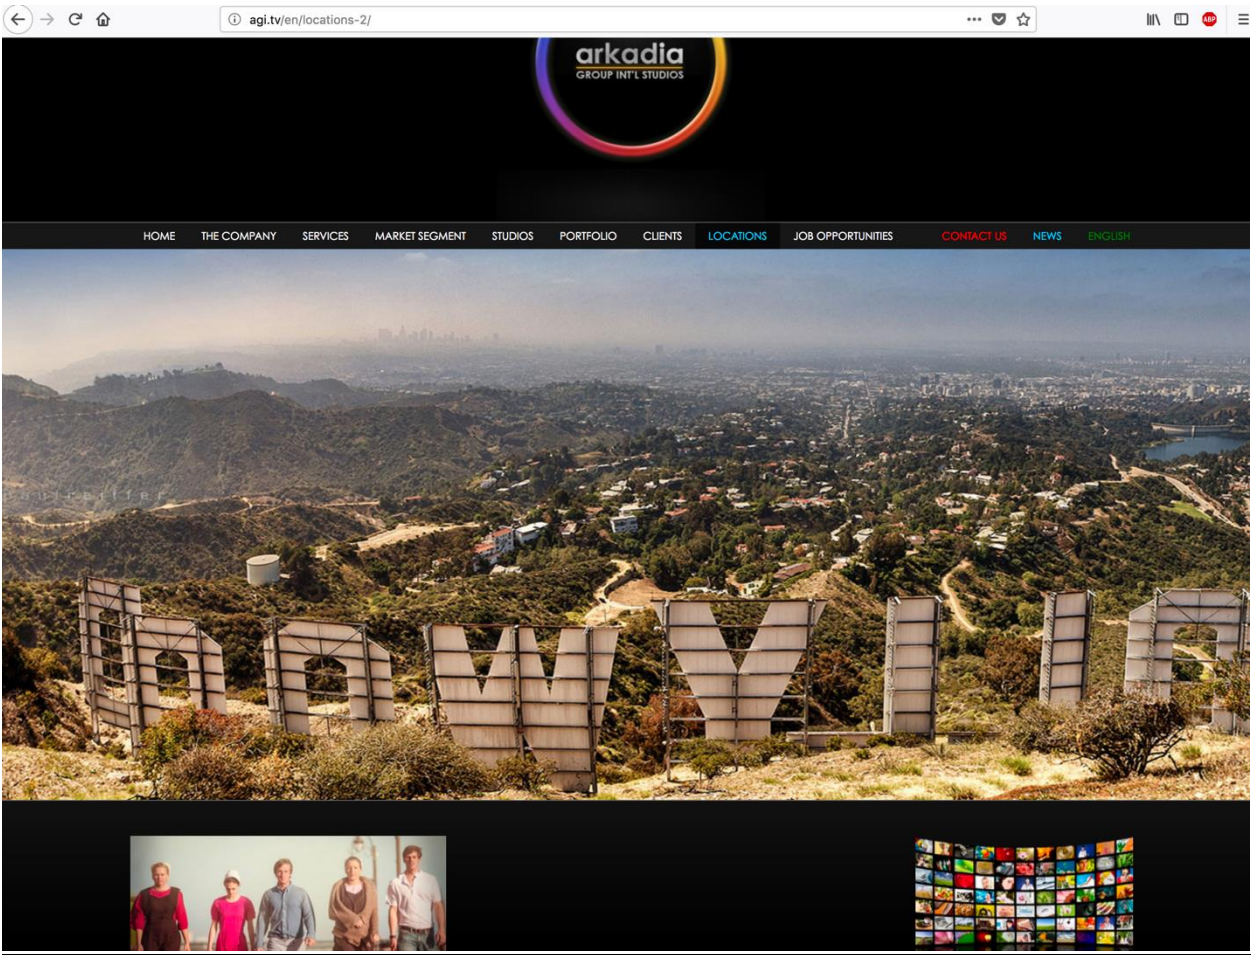 agi.tv/en/locations-2/
ABP
arkadia
GROUP INT'L STUDIOS
HOME THE COMPANY SERVICES MARKET SEGMENT STUDIOS PORTFOLIO CLIENTS LOCATIONS JOB OPPORTUNITIES CONTACT US NEWS ENGLISH